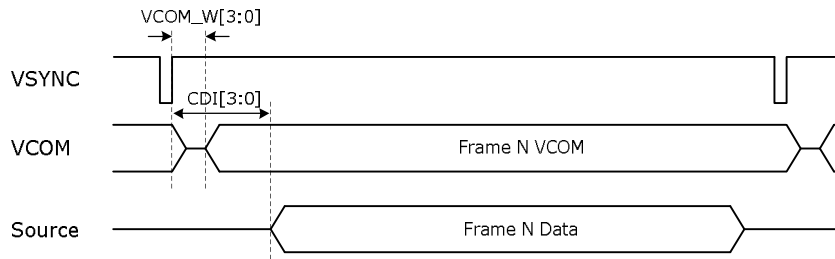 VCOM_W[3:0]
VSYNC
CDI[3:0]
VCOM
Frame N VCOM
Source
Frame N Data